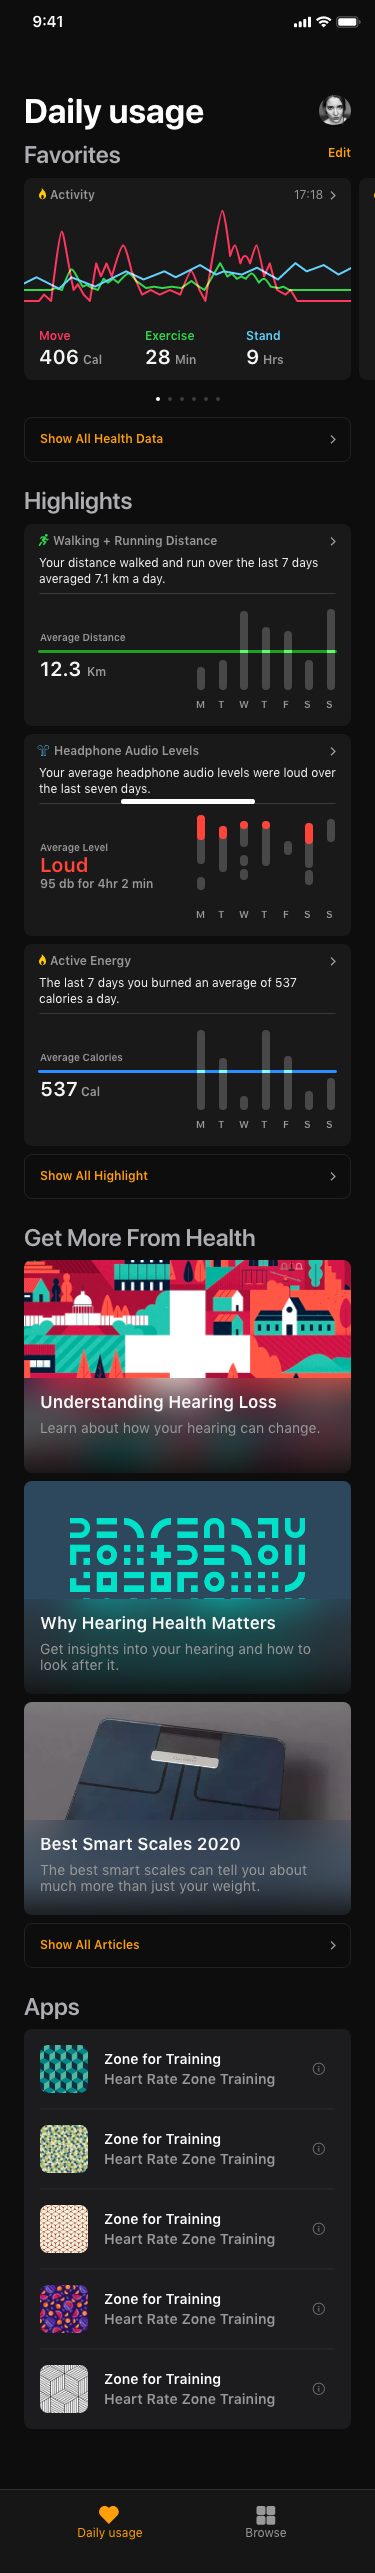 9:41
Daily usage
Favorites
Edit
Activity
17:18
Move
Exercise
Stand
406 Cal
28 Min
9 Hrs
Show All Health Data
Highlights
Walking + Running Distance
Your distance walked and run over the last 7 days
averaged 7.1 km a day.
Average Distance
12.3 Km
M T W T F S S
Headphone Audio Levels
Your average headphone audio levels were loud over
the last seven days.
Average Level
Loud
95 db for 4hr 2 min
M T W T F S S
Active Energy
The last 7 days you burned an average of 537
calories a day.
Average Calories
537 Cal
M T W T F S S
Show All Highlight
Get More From Health
Understanding Hearing Loss
Learn about how your hearing can change.
Why Hearing Health Matters
Get insights into your hearing and how to
look after it.
Best Smart Scales 2020
The best smart scales can tell you about
much more than just your weight.
Show All Articles
Apps
Zone for Training
Heart Rate Zone Training
Zone for Training
Heart Rate Zone Training
Zone for Training
Heart Rate Zone Training
Zone for Training
Heart Rate Zone Training
Zone for Training
Heart Rate Zone Training
Daily usage
Browse